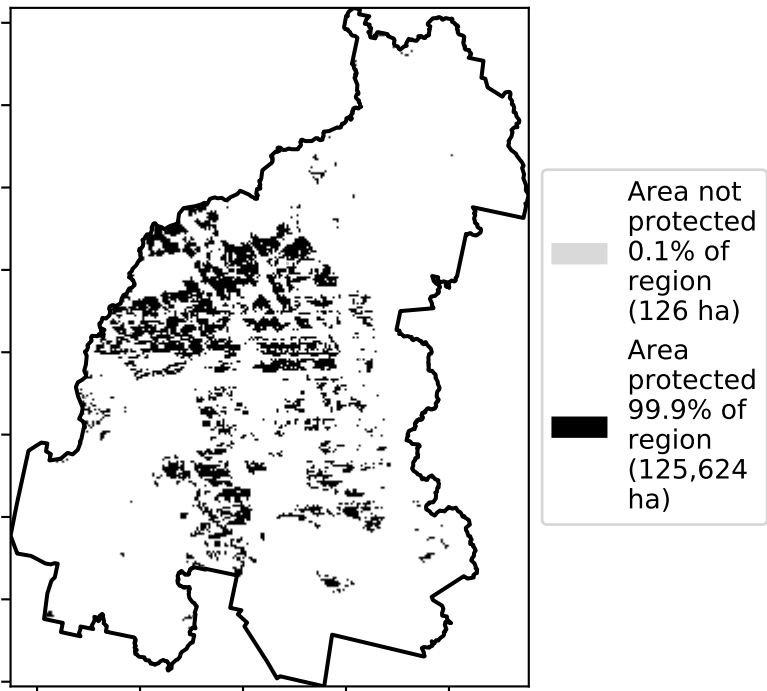 Area not
protected
0.1% of
region
(126 ha)
Area
protected
99.9% of
region
(125,624
ha)